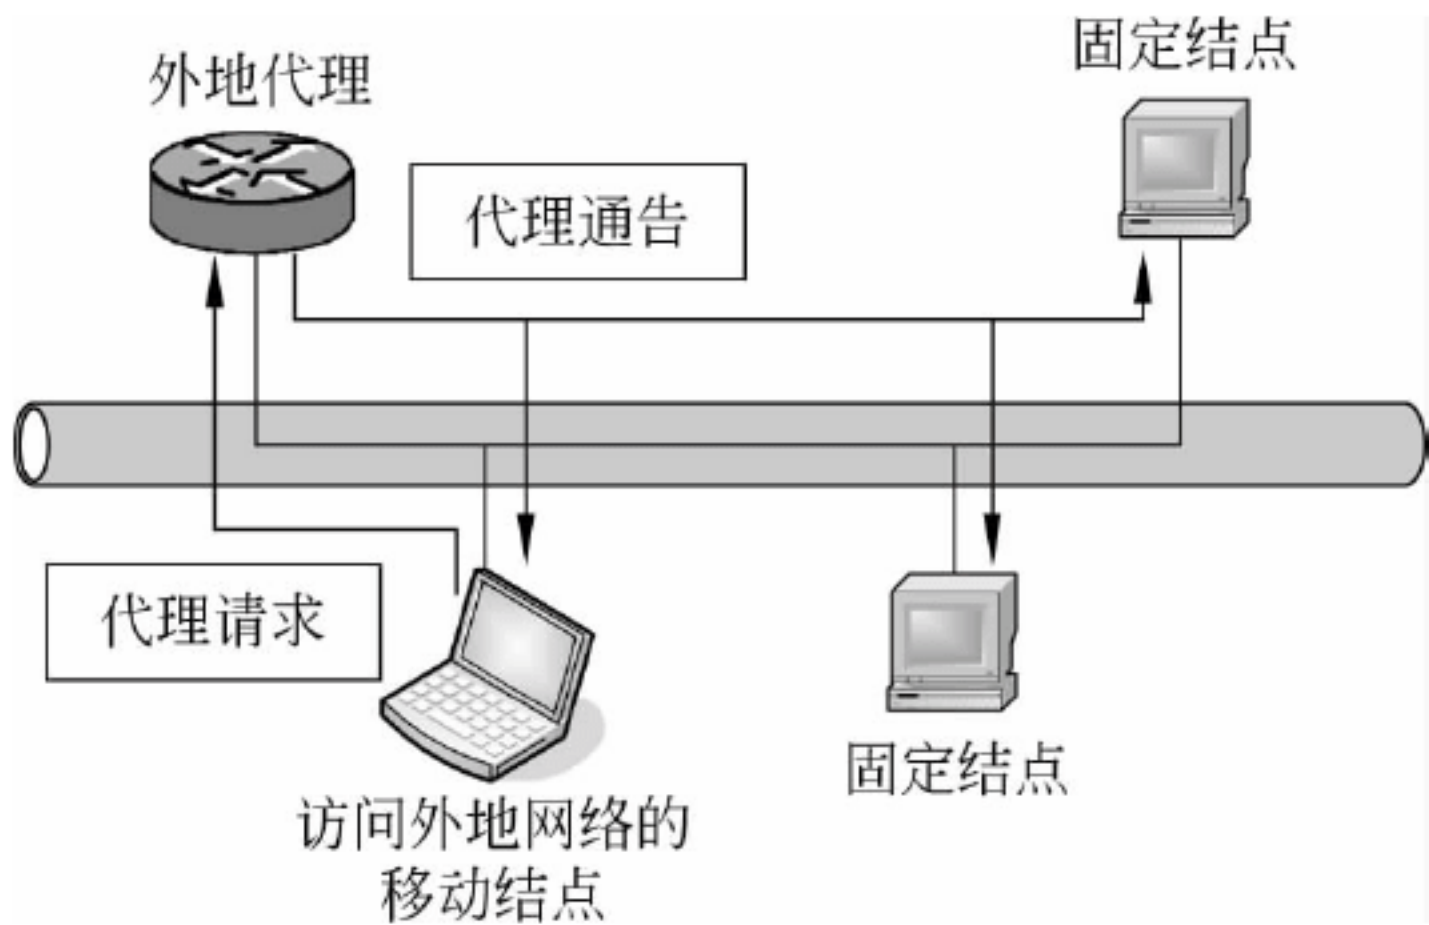 固定结点
外地代理
代理通告
代理请求
固定结点
访问外地网络的
移动结点